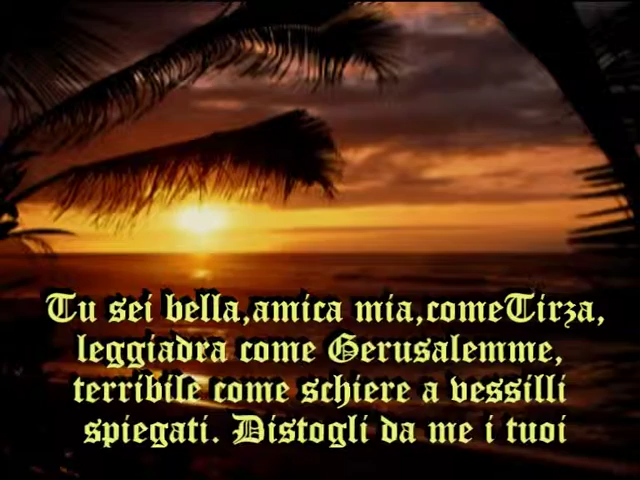 Tu sei bella,amica mia,comeTirza,
leggiadra come Gerusalemme,
terribile come schiere a vessilli
spiegati. Distogli da me i tuoi